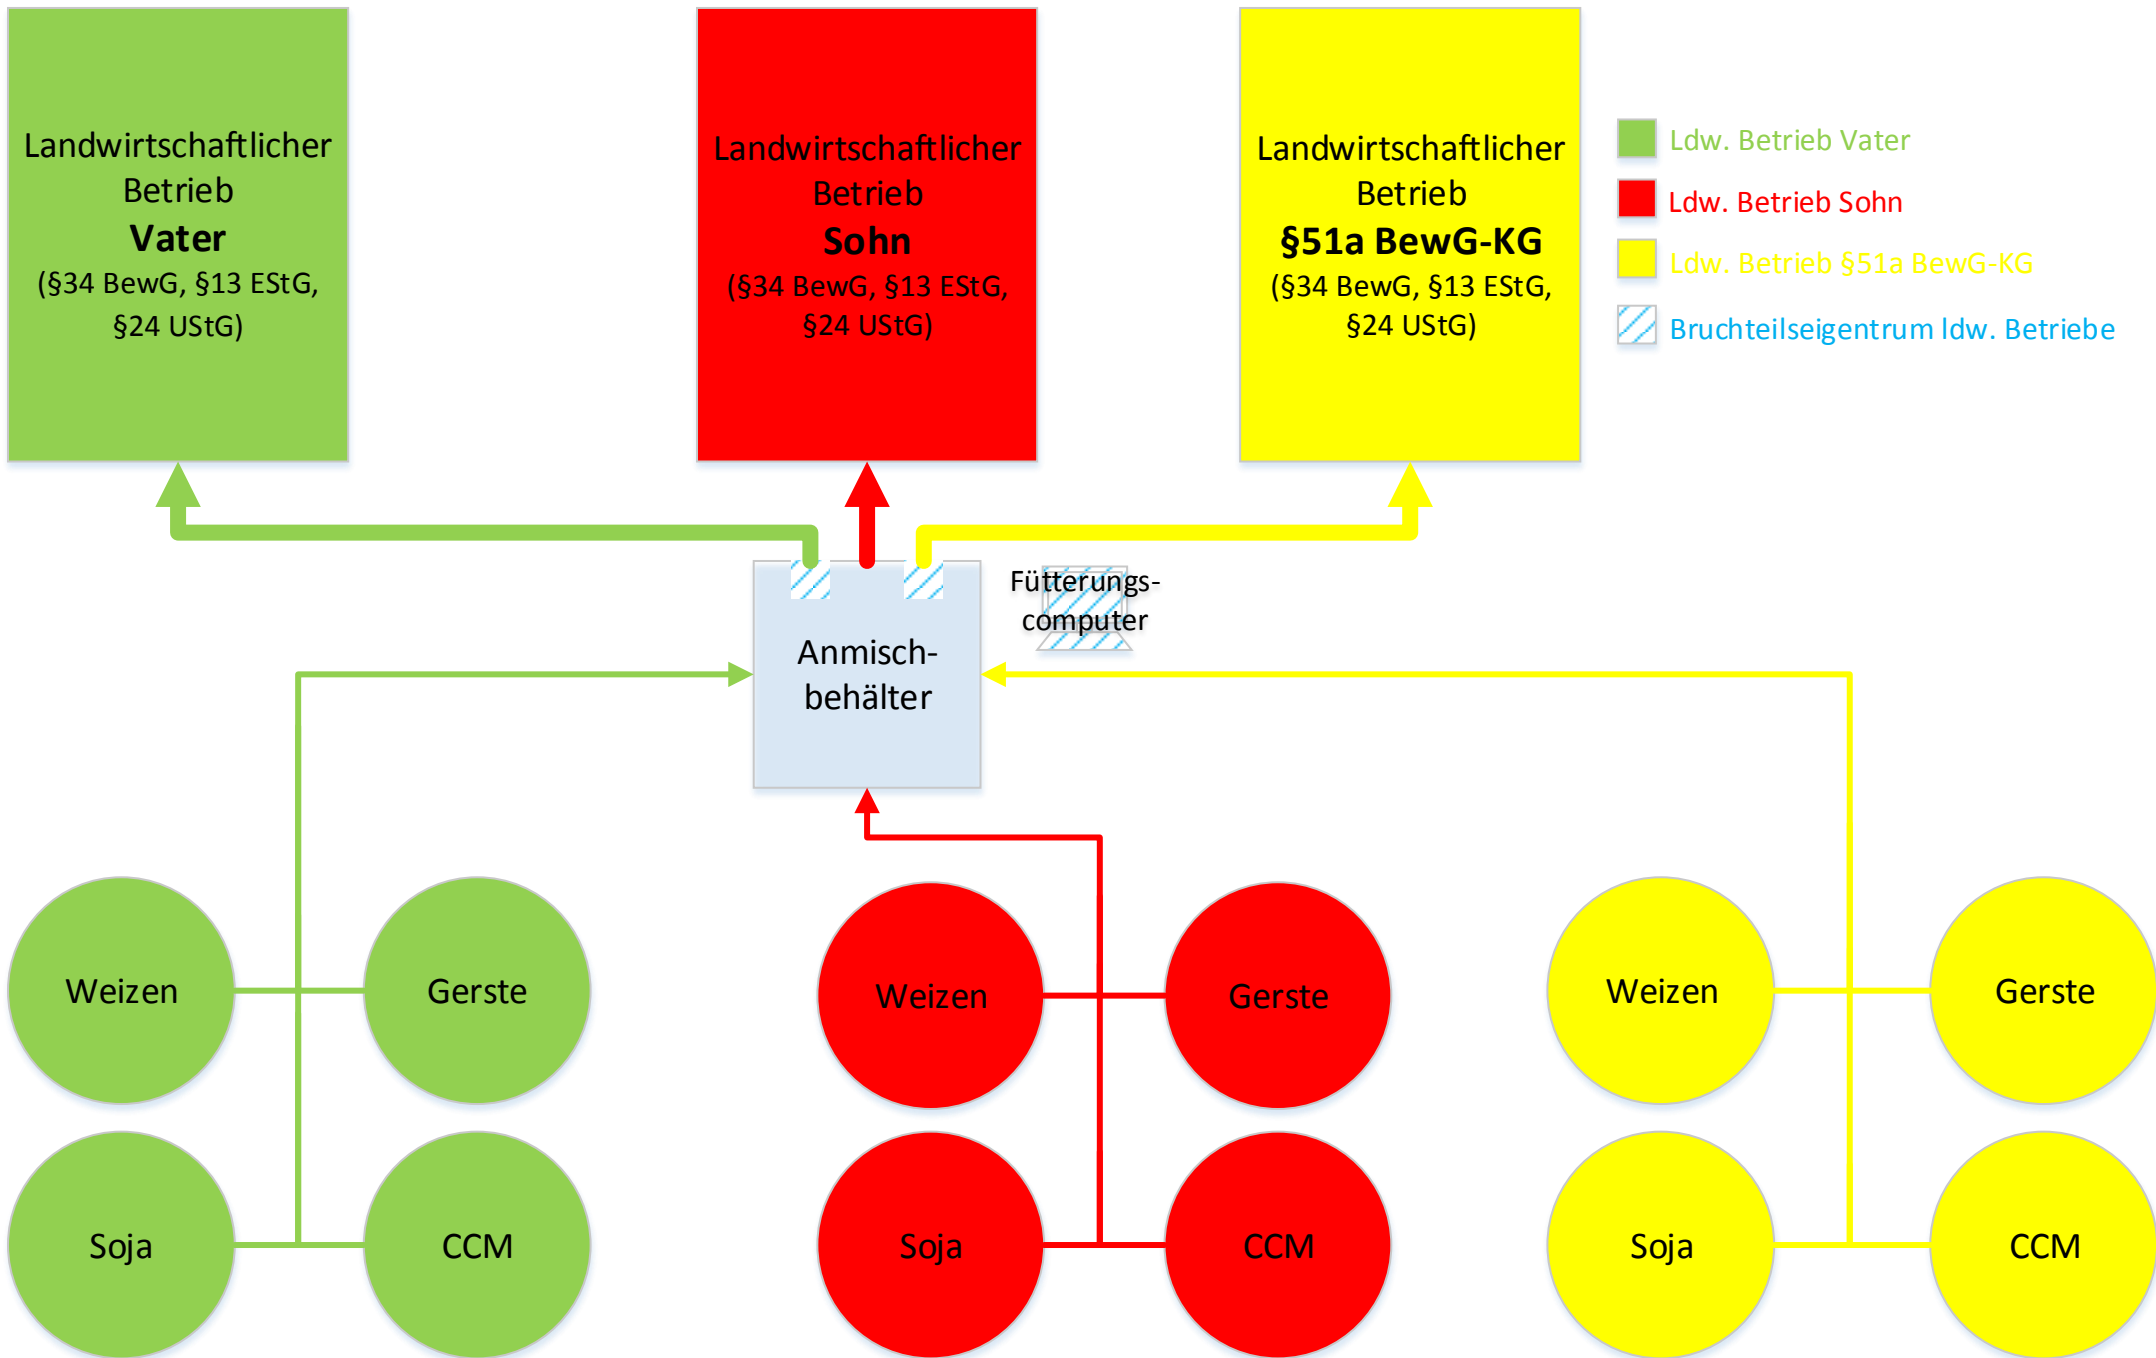 Landwirtschaftlicher
Betrieb
Vater
(§34 BewG, §13 EStG,
§24 UStG)
Landwirtschaftlicher
Betrieb
Sohn
(§34 BewG, §13 EStG,
§24 UStG)
Landwirtschaftlicher
Betrieb
§51a BewG-KG
(§34 BewG, §13 EStG,
§24 UStG)
Ldw. Betrieb Vater
Ldw. Betrieb Sohn
Ldw. Betrieb §51a BewG-KG
Bruchteilseigentrum ldw. Betriebe
Fütterungs-
computer
Anmisch-
behälter
Weizen
Gerste
Soja
CCM
Weizen
Gerste
Soja
CCM
Weizen
Gerste
Soja
CCM